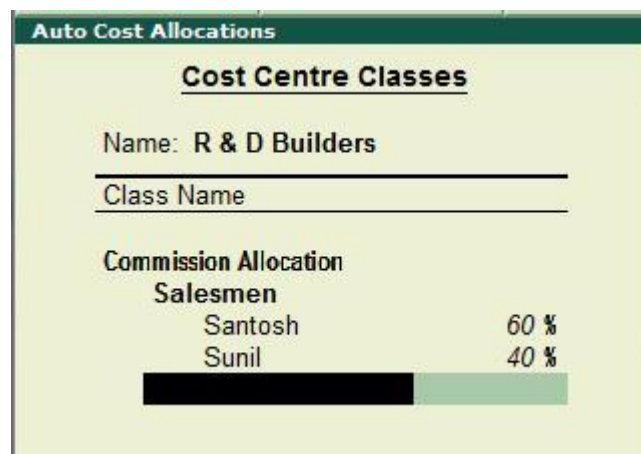 Auto Cost Allocations
Cost Centre Classes
Name: R & D Builders
Class Name
Commission Allocation
Salesmen
Santosh 60 %
Sunil 40 %